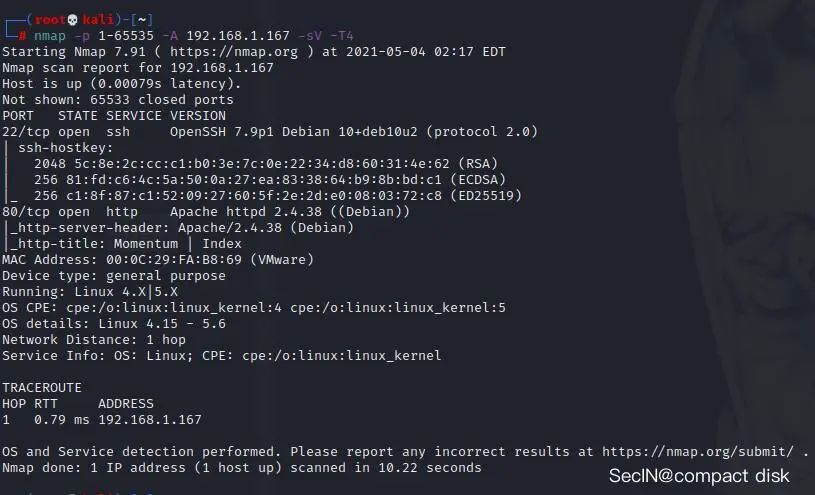 ┌──(root💀kali)-[~]
└─# nmap -p 1-65535 -A 192.168.1.167 -sV -T4
Starting Nmap 7.91 ( https://nmap.org ) at 2021-05-04 02:17 EDT
Nmap scan report for 192.168.1.167
Host is up (0.00079s latency).
Not shown: 65533 closed ports
PORT   STATE SERVICE VERSION
22/tcp open  ssh     OpenSSH 7.9p1 Debian 10+deb10u2 (protocol 2.0)
| ssh-hostkey:
|   2048 5c:8e:2c:cc:c1:b0:3e:7c:0e:22:34:d8:60:31:4e:62 (RSA)
|   256 81:fd:c6:4c:5a:50:0a:27:ea:83:38:64:b9:8b:bd:c1 (ECDSA)
|_  256 c1:8f:87:c1:52:09:27:60:5f:2e:2d:e0:08:03:72:c8 (ED25519)
80/tcp open  http    Apache httpd 2.4.38 ((Debian))
|_http-server-header: Apache/2.4.38 (Debian)
|_http-title: Momentum | Index
MAC Address: 00:0C:29:FA:B8:69 (VMware)
Device type: general purpose
Running: Linux 4.X|5.X
OS CPE: cpe:/o:linux:linux_kernel:4 cpe:/o:linux:linux_kernel:5
OS details: Linux 4.15 - 5.6
Network Distance: 1 hop
Service Info: OS: Linux; CPE: cpe:/o:linux:linux_kernel

TRACEROUTE
HOP RTT     ADDRESS
1   0.79 ms 192.168.1.167

OS and Service detection performed. Please report any incorrect results at https://nmap.org/submit/ .
Nmap done: 1 IP address (1 host up) scanned in 10.22 seconds
SecIN@compact disk